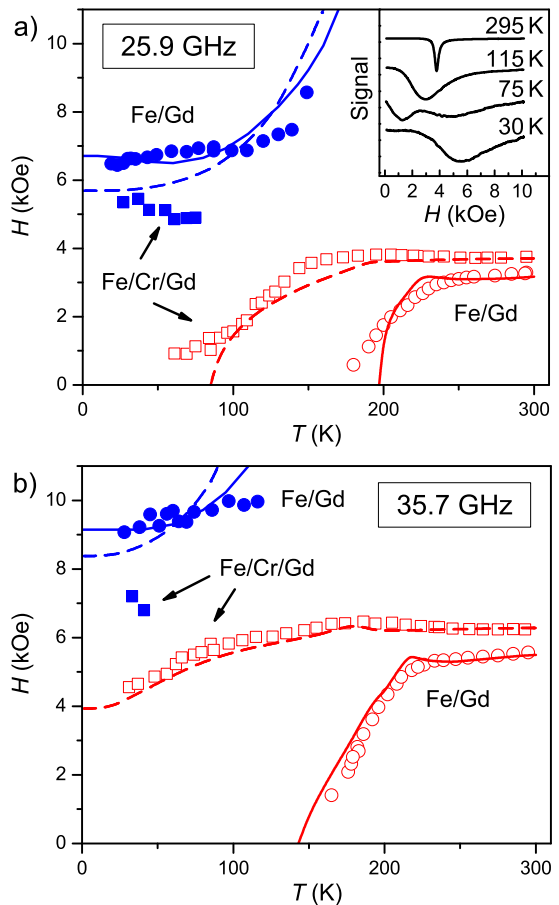 a)
25.9 GHz
Fe/Gd
Fe/Cr/Gd
Fe/Gd
H (kOe)
10
8
6
4
2
0
0
100
200
300
T (K)
Signal
295 K
115 K
75 K
30 K
0 2 4 6 8 10
H (kOe)
b)
35.7 GHz
Fe/Gd
Fe/Cr/Gd
Fe/Gd
H (kOe)
10
8
6
4
2
0
0
100
200
300
T (K)